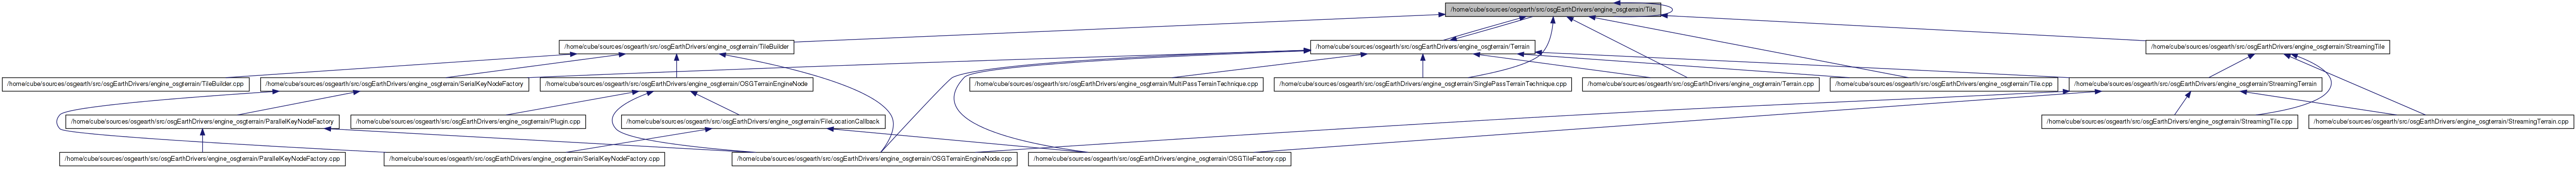 /home/cube/sources/osgearth/src/osgEarthDrivers/engine_osgterrain/Tile
/home/cube/sources/osgearth/src/osgEarthDrivers/engine_osgterrain/TileBuilder
/home/cube/sources/osgearth/src/osgEarthDrivers/engine_osgterrain/Terrain
/home/cube/sources/osgearth/src/osgEarthDrivers/engine_osgterrain/StreamingTile
/home/cube/sources/osgearth/src/osgEarthDrivers/engine_osgterrain/TileBuilder.cpp
/home/cube/sources/osgearth/src/osgEarthDrivers/engine_osgterrain/SerialKeyNodeFactory
/home/cube/sources/osgearth/src/osgEarthDrivers/engine_osgterrain/OSGTerrainEngineNode
/home/cube/sources/osgearth/src/osgEarthDrivers/engine_osgterrain/MultiPassTerrainTechnique.cpp
/home/cube/sources/osgearth/src/osgEarthDrivers/engine_osgterrain/SinglePassTerrainTechnique.cpp
/home/cube/sources/osgearth/src/osgEarthDrivers/engine_osgterrain/Terrain.cpp
/home/cube/sources/osgearth/src/osgEarthDrivers/engine_osgterrain/Tile.cpp
/home/cube/sources/osgearth/src/osgEarthDrivers/engine_osgterrain/StreamingTerrain
/home/cube/sources/osgearth/src/osgEarthDrivers/engine_osgterrain/ParallelKeyNodeFactory
/home/cube/sources/osgearth/src/osgEarthDrivers/engine_osgterrain/Plugin.cpp
/home/cube/sources/osgearth/src/osgEarthDrivers/engine_osgterrain/FileLocationCallback
/home/cube/sources/osgearth/src/osgEarthDrivers/engine_osgterrain/StreamingTile.cpp
/home/cube/sources/osgearth/src/osgEarthDrivers/engine_osgterrain/StreamingTerrain.cpp
/home/cube/sources/osgearth/src/osgEarthDrivers/engine_osgterrain/ParallelKeyNodeFactory.cpp
/home/cube/sources/osgearth/src/osgEarthDrivers/engine_osgterrain/SerialKeyNodeFactory.cpp
/home/cube/sources/osgearth/src/osgEarthDrivers/engine_osgterrain/OSGTerrainEngineNode.cpp
/home/cube/sources/osgearth/src/osgEarthDrivers/engine_osgterrain/OSGTileFactory.cpp